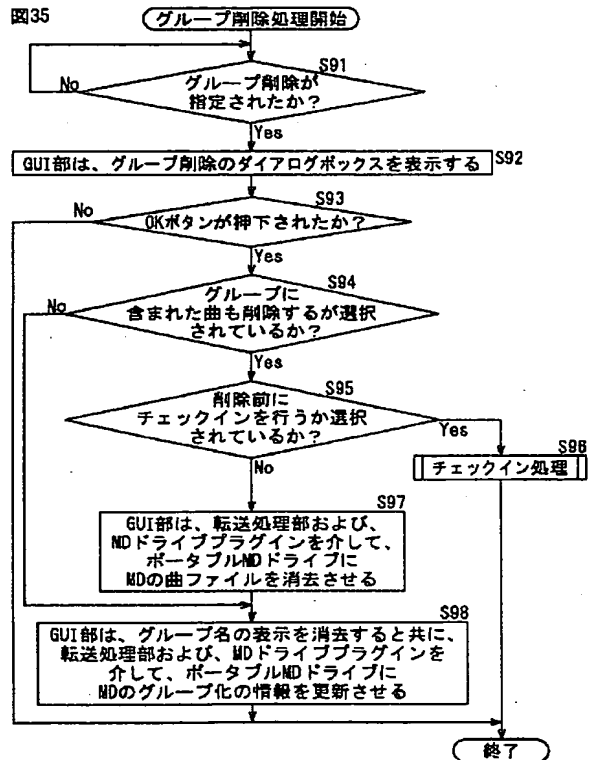 図35
グループ削除処理開始
S91
グループ削除が
指定されたか？
No
Yes
GUI部は、グループ削除のダイアログボックスを表示する
S92
S93
OKボタンが押下されたか？
No
Yes
S94
グループに
含まれた曲も削除するが選択
されているか？
No
Yes
S95
削除前に
チェックインを行うか選択
されているか？
Yes
No
S96
チェックイン処理
S97
GUI部は、転送処理部および、
MDドライブプラグインを介して、
ポータブルMDドライブに
MDの曲ファイルを消去させる
S98
GUI部は、グループ名の表示を消去すると共に、
転送処理部および、MDドライブプラグインを
介して、ポータブルMDドライブに
MDのグループ化の情報を更新させる
終了